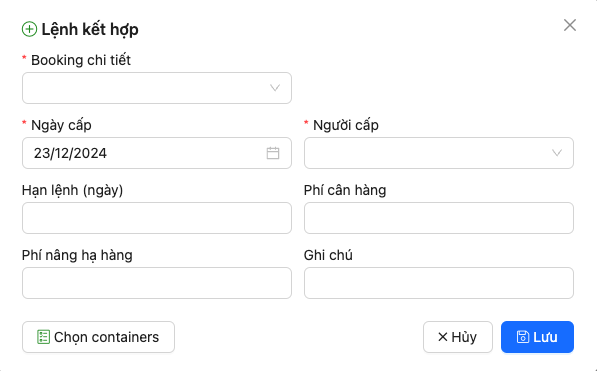 Lệnh kết hợp
* Booking chi tiết
* Ngày cấp
* Người cấp
23/12/2024
Hạn lệnh (ngày)
Phí cân hàng
Phí nâng hạ hàng
Ghi chú
Chọn containers
Hủy
Lưu